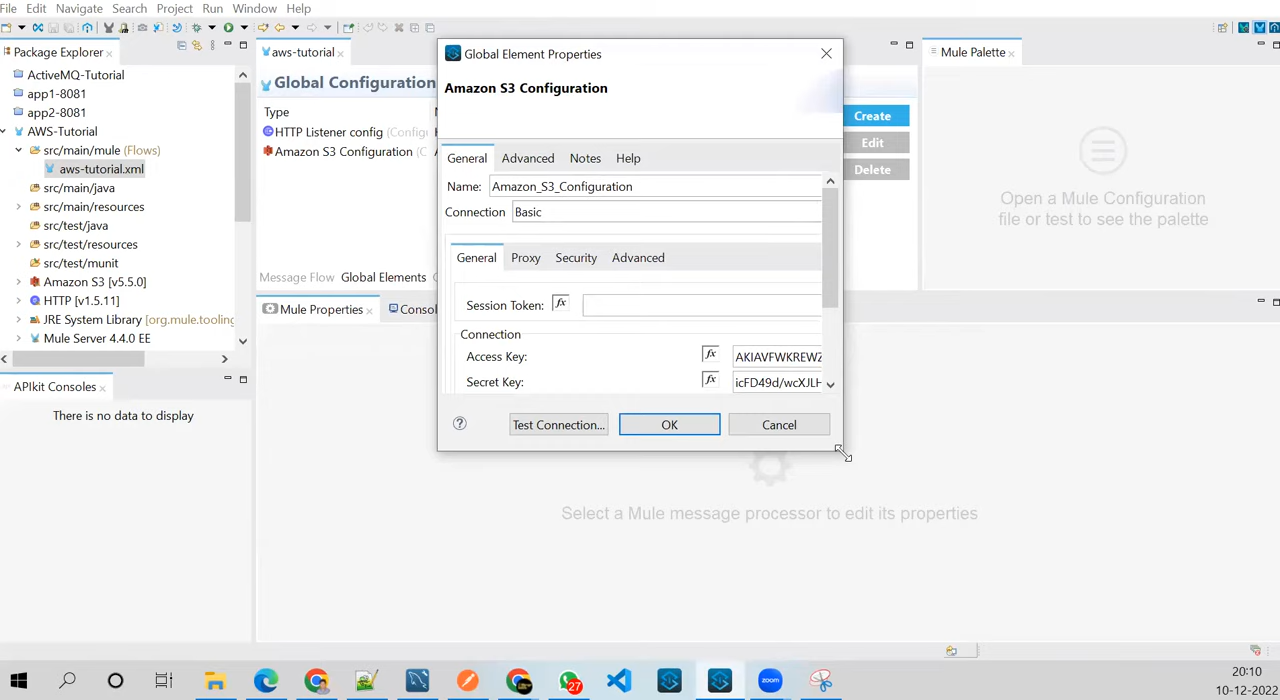 File Edit Navigate Search Project Run Window Help
Package Explorer
ActiveMQ-Tutorial
app1-8081
app2-8081
AWS-Tutorial
src/main/mule (Flows)
aws-tutorial.xml
src/main/java
src/main/resources
src/test/java
src/test/resources
src/test/munit
Amazon S3 [v5.5.0]
HTTP [v1.5.11]
JRE System Library [org.mule.tooling
Mule Server 4.4.0 EE
APIkit Consoles
There is no data to display
aws-tutorial
Global Configuration
Type
HTTP Listener config (Configu
Amazon S3 Configuration (C
Message Flow Global Elements
Create
Edit
Delete
Mule Properties
Conso
Select a Mule message processor to edit its properties
Global Element Properties
Amazon S3 Configuration
General Advanced Notes Help
Name: Amazon_S3_Configuration
Connection Basic
General Proxy Security Advanced
Session Token: fx
Connection
Access Key: fx AKIAVFWKREWZ
Secret Key: fx icFD49d/wcXJLH
? Test Connection... OK Cancel
Mule Palette
Open a Mule Configuration
file or test to see the palette
27
20:10